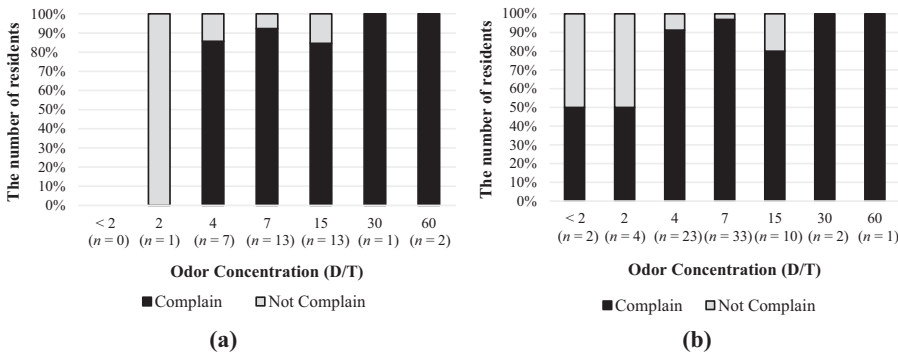 The number of residents
100%
90%
80%
70%
60%
50%
40%
30%
20%
10%
0%
< 2 2 4 7 15 30 60
(n = 0) (n = 1) (n = 7) (n = 13) (n = 13) (n = 1) (n = 2)
Odor Concentration (D/T)
Complain Not Complain
(a)
The number of residents
100%
90%
80%
70%
60%
50%
40%
30%
20%
10%
0%
< 2 2 4 7 15 30 60
(n = 2) (n = 4) (n = 23) (n = 33) (n = 10) (n = 2) (n = 1)
Odor Concentration (D/T)
Complain Not Complain
(b)